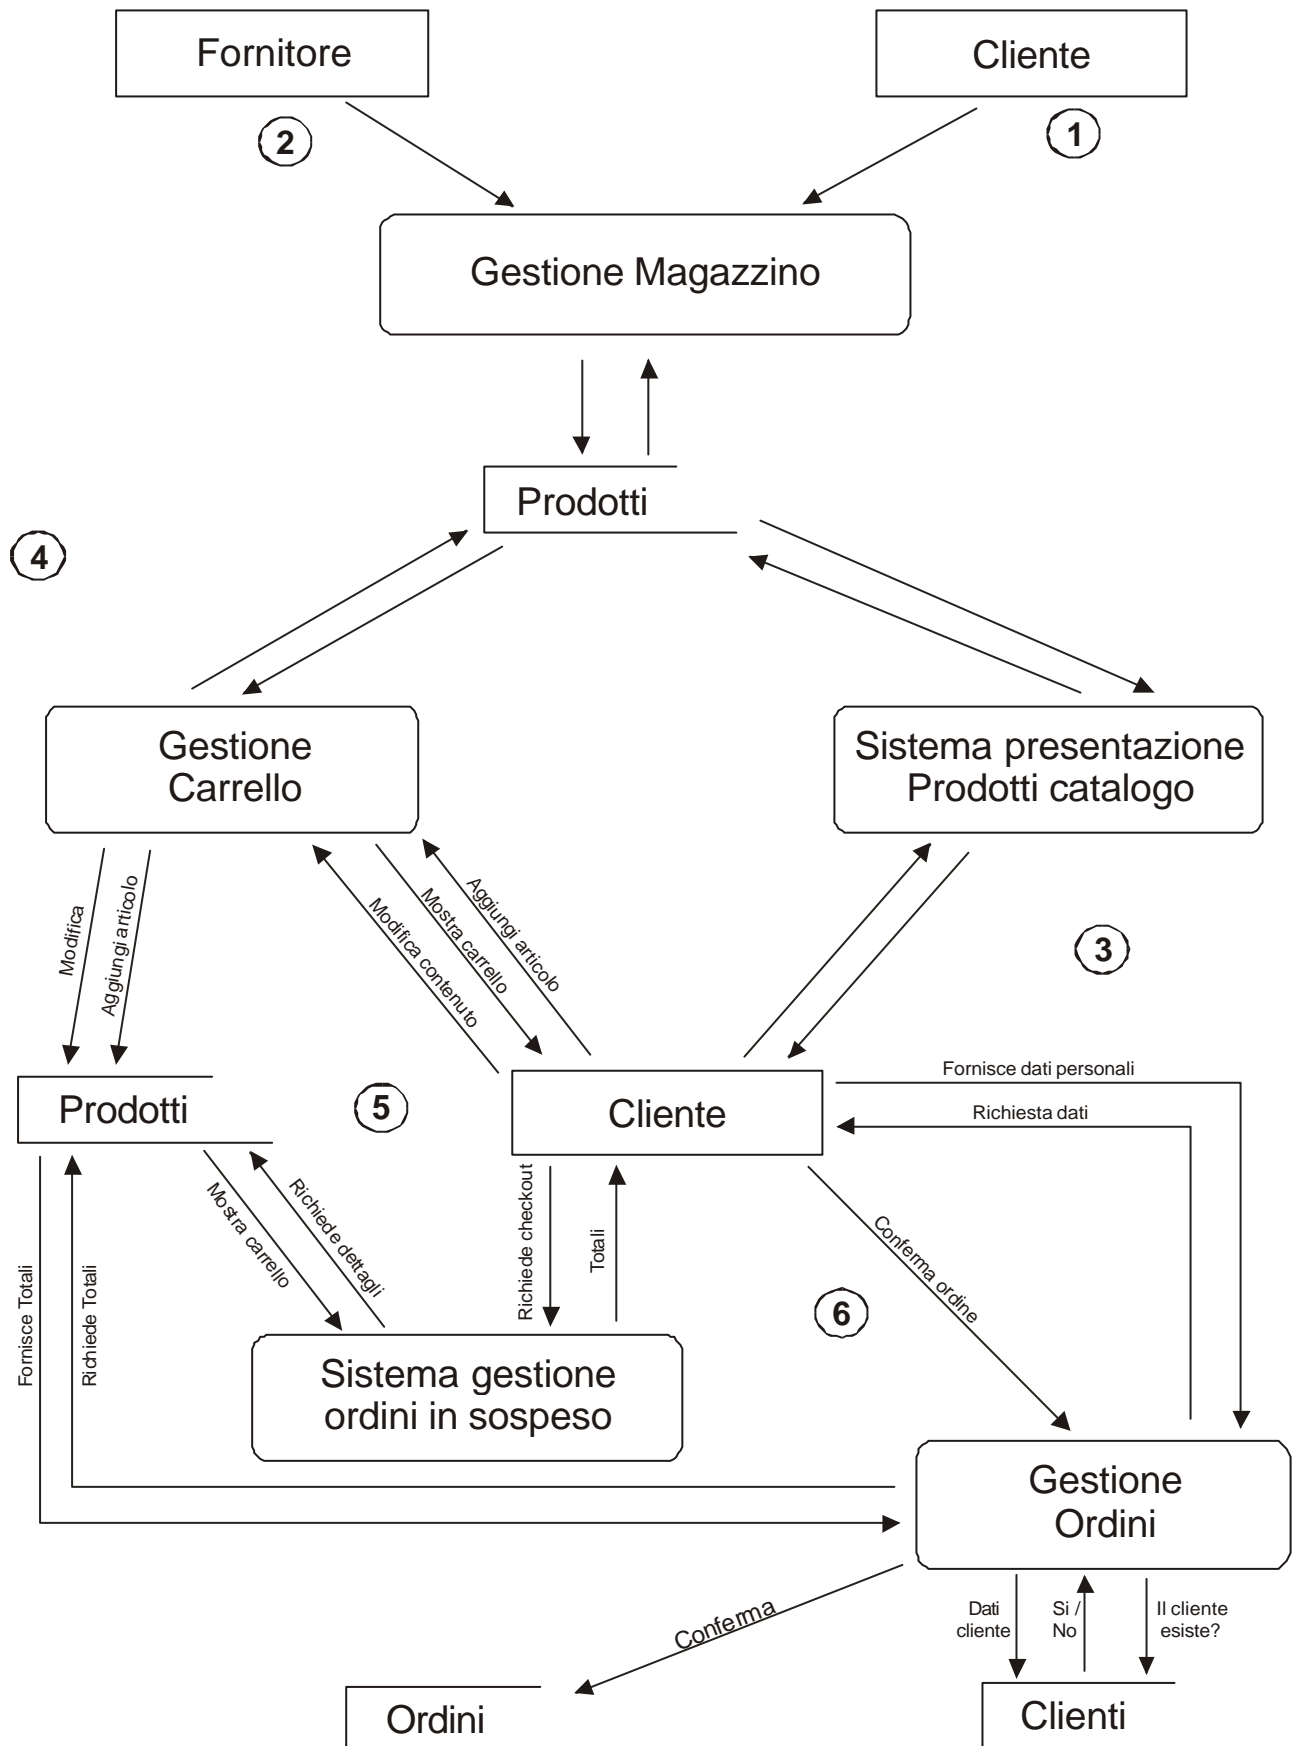 Fornitore
Cliente
2
1
Gestione Magazzino
Prodotti
4
Gestione
Carrello
Sistema presentazione
Prodotti catalogo
Modifica
Aggiungi articolo
Modifica contenuto
Mostra carrello
Aggiungi articolo
3
Fornisce dati personali
Richiesta dati
Prodotti
5
Cliente
Mostra carrello
Richiede dettagli
Richiede checkout
Totali
Conferma ordine
6
Fornisce Totali
Richiede Totali
Sistema gestione
ordini in sospeso
Gestione
Ordini
Conferma
Dati
cliente
Si /
No
Il cliente
esiste?
Ordini
Clienti